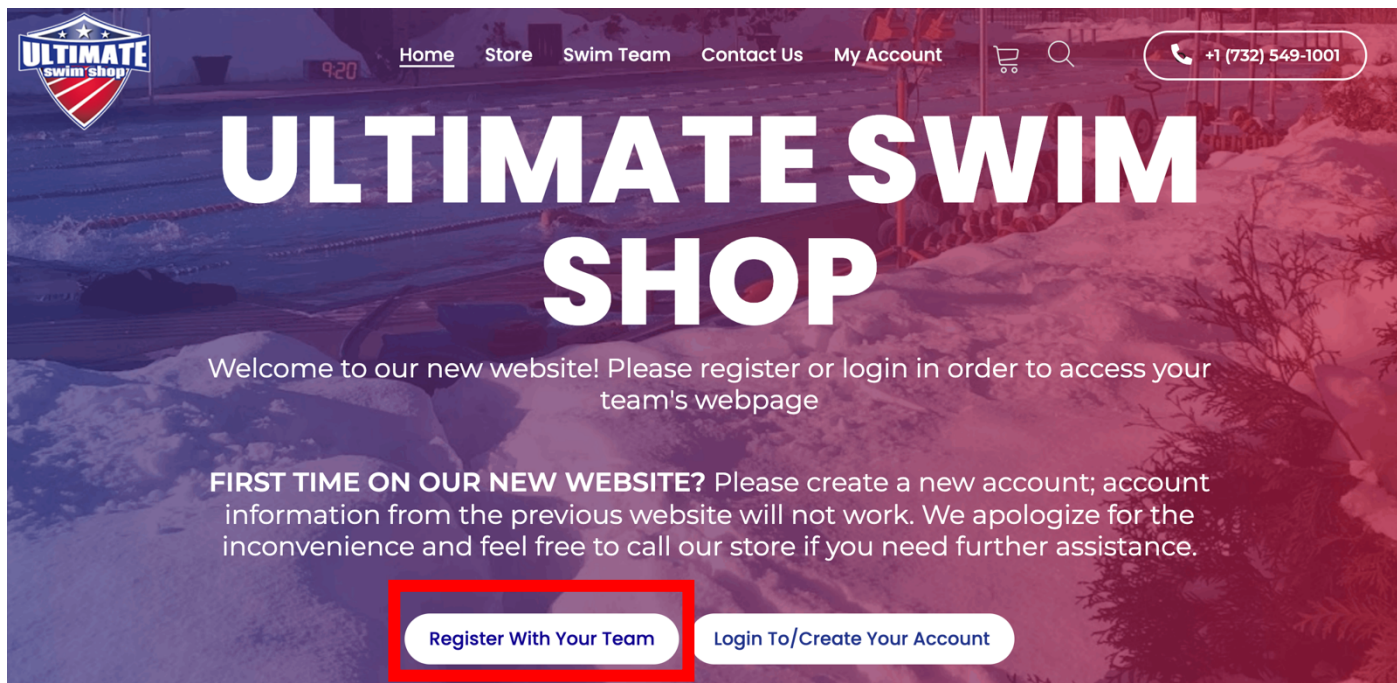 ULTIMATE
swim shop
Home Store Swim Team Contact Us My Account +1 (732) 549-1001
9:20
ULTIMATE SWIM
SHOP
Welcome to our new website! Please register or login in order to access your
team's webpage
FIRST TIME ON OUR NEW WEBSITE? Please create a new account; account
information from the previous website will not work. We apologize for the
inconvenience and feel free to call our store if you need further assistance.
Register With Your Team Login To/Create Your Account